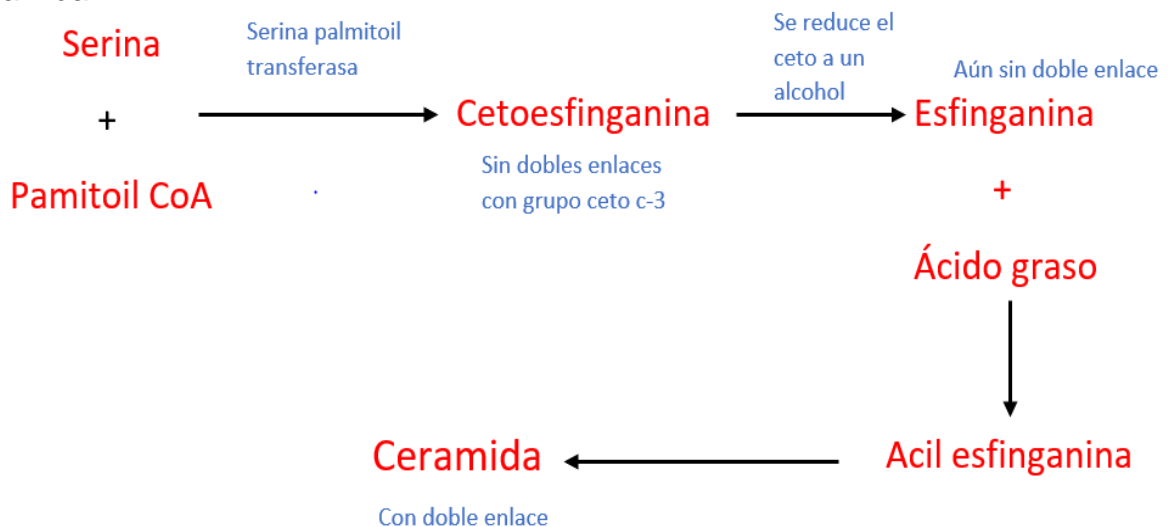 Serina
+
Pamitoil CoA
Serina palmitoil
transferasa
Cetoesfinganina
Sin dobles enlaces
con grupo ceto c-3
Se reduce el
ceto a un
alcohol
Aún sin doble enlace
Esfinganina
+
Ácido graso
Acil esfinganina
Ceramida
Con doble enlace